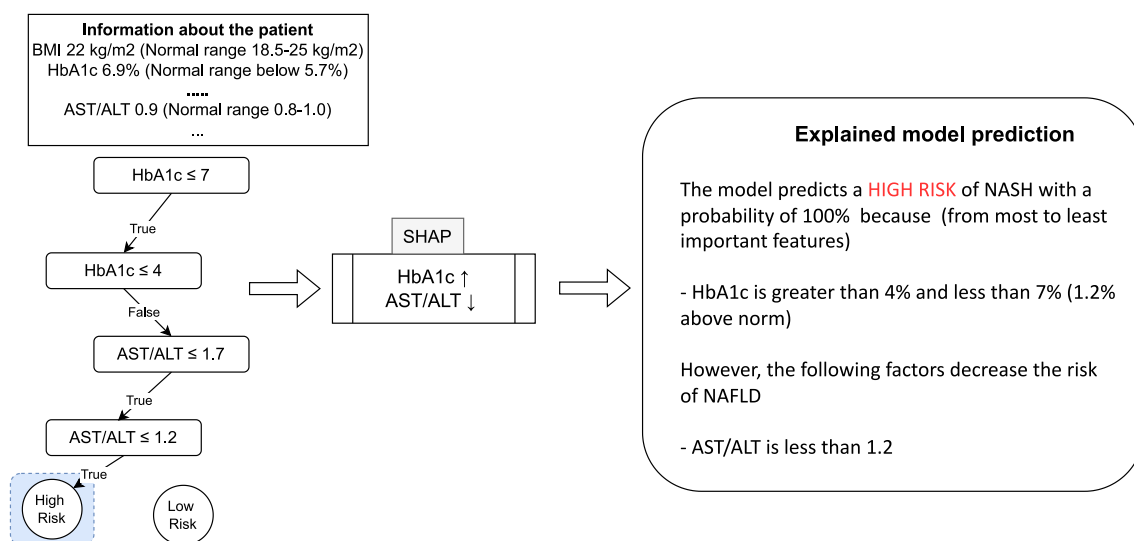 Information about the patient
BMI 22 kg/m2 (Normal range 18.5-25 kg/m2)
HbA1c 6.9% (Normal range below 5.7%)
.....
AST/ALT 0.9 (Normal range 0.8-1.0)
...
HbA1c ≤ 7
True
HbA1c ≤ 4
False
AST/ALT ≤ 1.7
True
AST/ALT ≤ 1.2
True
High
Risk
Low
Risk
SHAP
HbA1c ↑
AST/ALT ↓
Explained model prediction
The model predicts a HIGH RISK of NASH with a
probability of 100% because (from most to least
important features)
- HbA1c is greater than 4% and less than 7% (1.2%
above norm)
However, the following factors decrease the risk
of NAFLD
- AST/ALT is less than 1.2